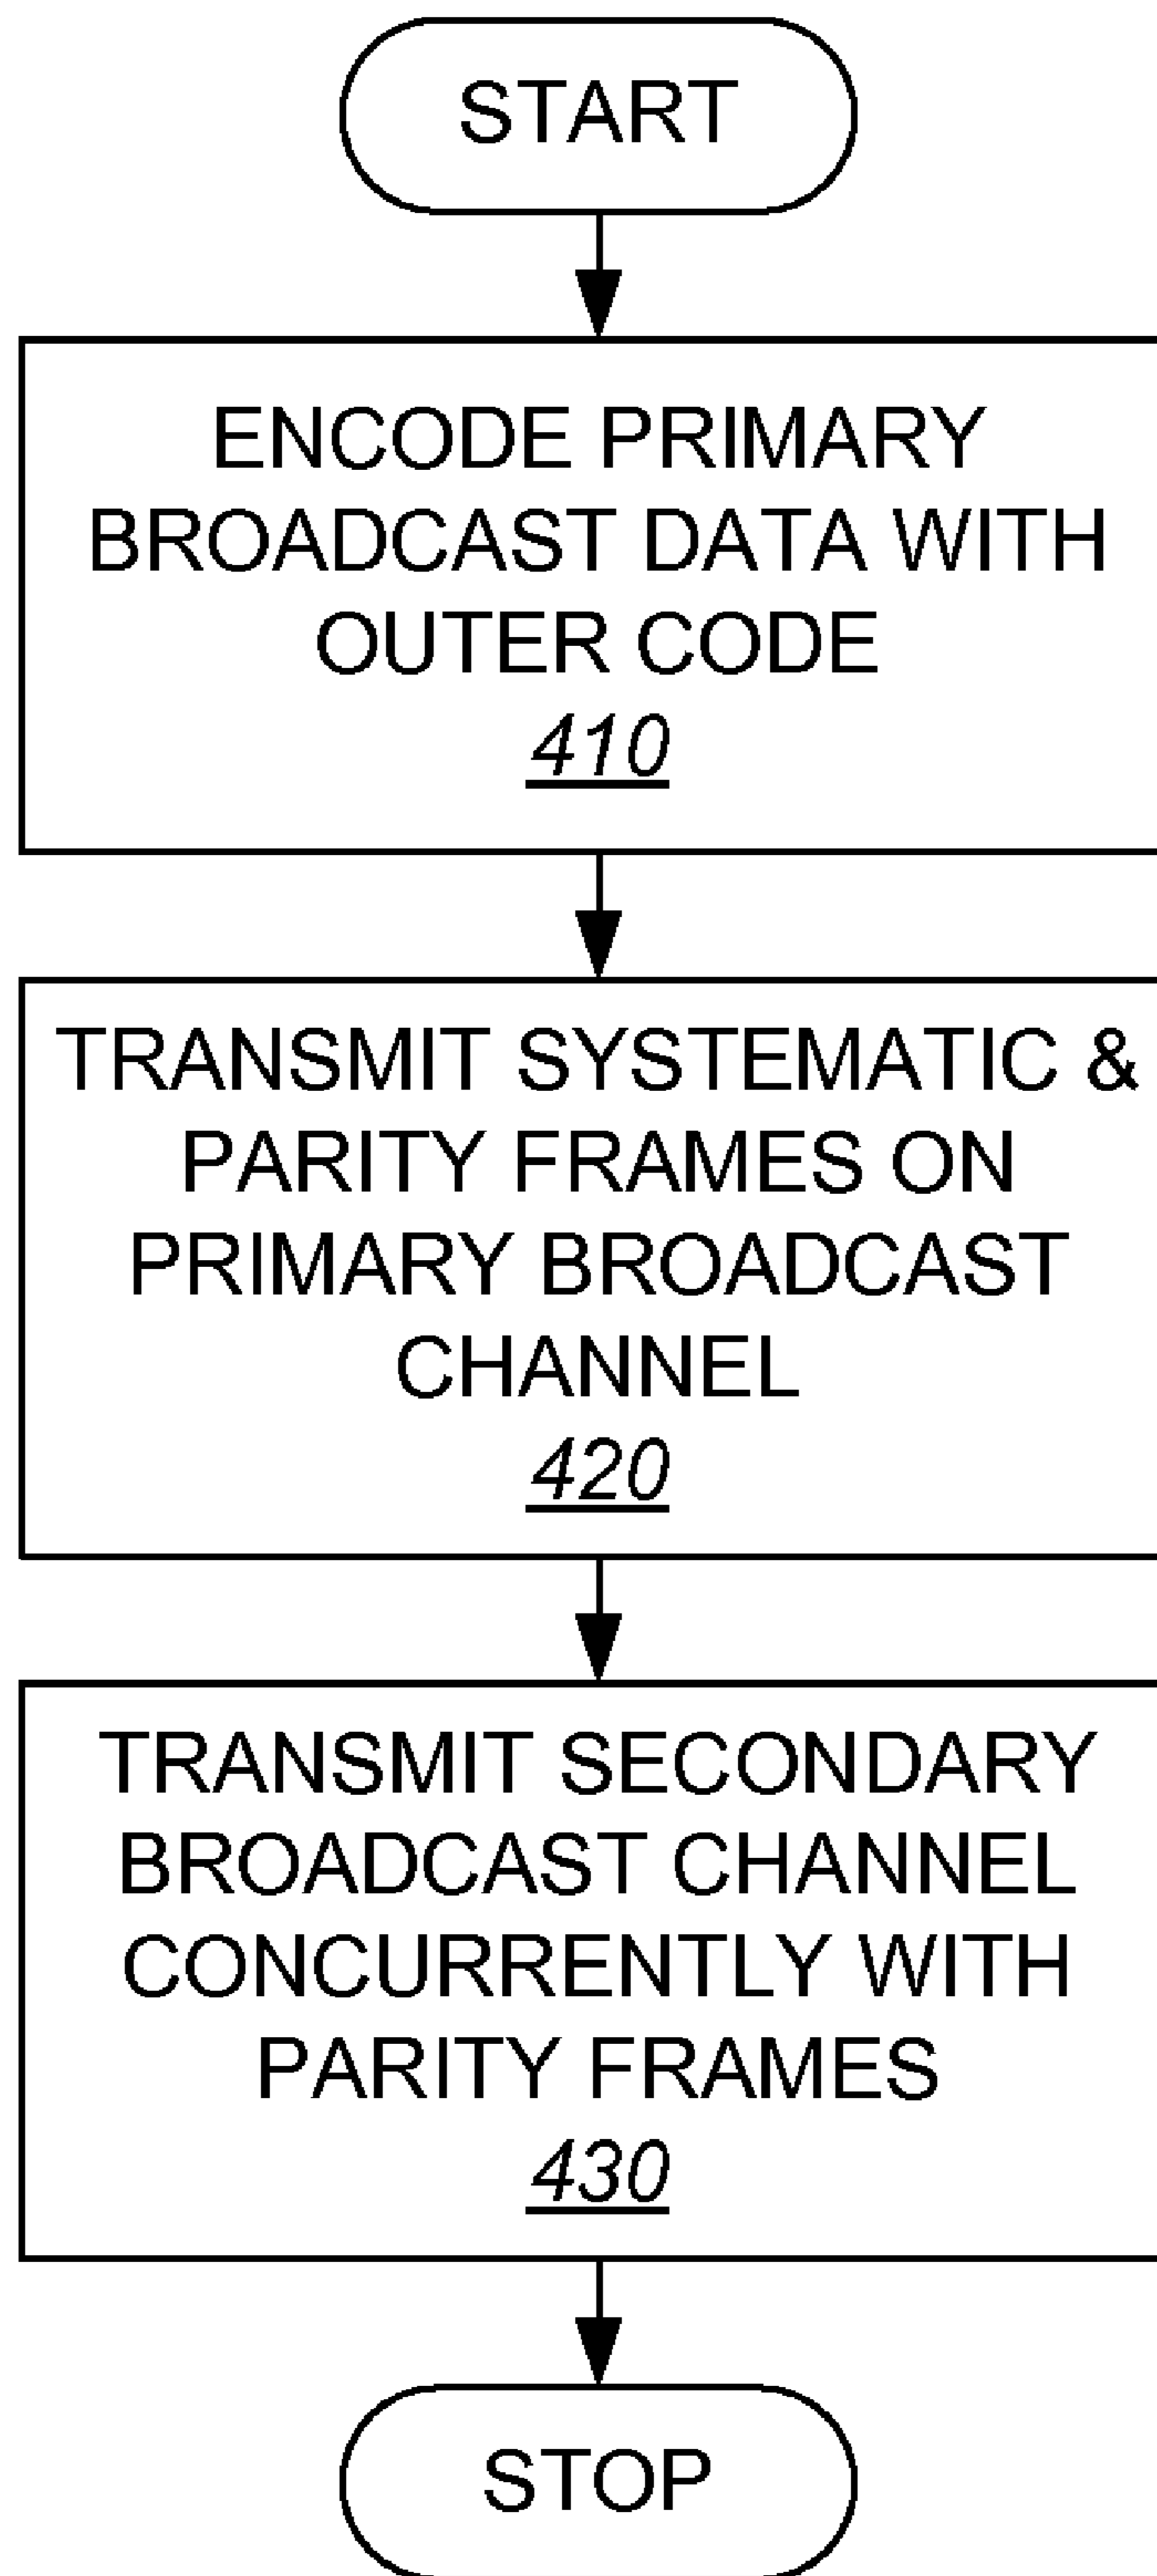 START
ENCODE PRIMARY
BROADCAST DATA WITH
OUTER CODE
410
TRANSMIT SYSTEMATIC &
PARITY FRAMES ON
PRIMARY BROADCAST
CHANNEL
420
TRANSMIT SECONDARY
BROADCAST CHANNEL
CONCURRENTLY WITH
PARITY FRAMES
430
STOP